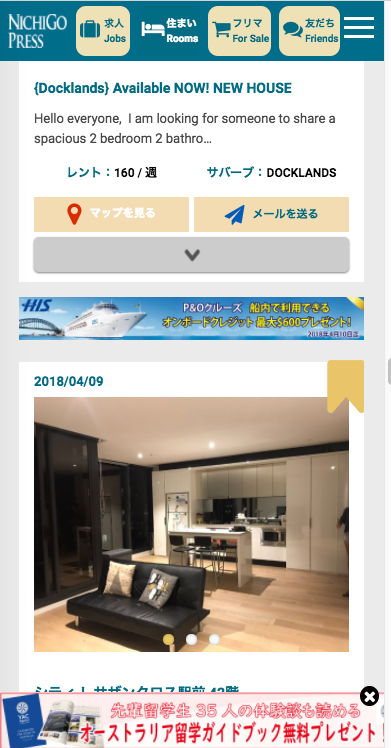 NICHIGO PRESS
求人 Jobs
住まい Rooms
フリマ For Sale
友だち Friends
{Docklands} Available NOW! NEW HOUSE
Hello everyone,  I am looking for someone to share a
spacious 2 bedroom 2 bathro...
レント：160 / 週
サバーブ：DOCKLANDS
マップを見る
メールを送る
HIS
P&Oクルーズ 船内で利用できる
オンボードクレジット 最大$600プレゼント!
2018/04/09
先輩留学生 35 人の体験談も読める
オーストラリア留学ガイドブック無料プレゼント